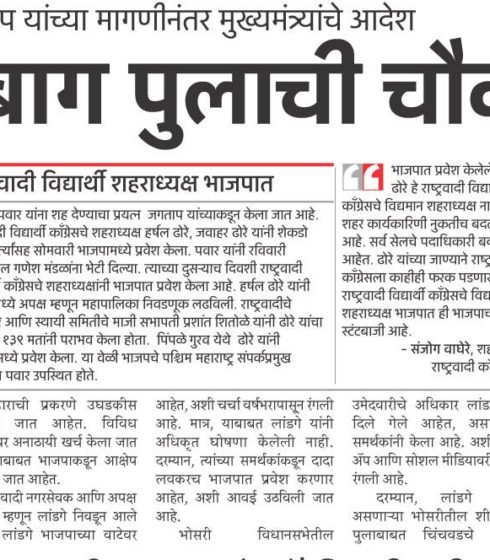 प यांच्या मागणीनंतर मुख्यमंत्र्यांचे आदेश
बाग पुलाची चौ
वादी विद्यार्थी शहराध्यक्ष भाजपात
पवार यांना शह देण्याचा प्रयत्न जगताप यांच्याकडून केला जात आहे.
दी विद्यार्थी काँग्रेसचे शहराध्यक्ष हर्षल ढोरे, जवाहर ढोरे यांनी शेकडो
र्त्यांसह सोमवारी भाजपामध्ये प्रवेश केला. पवार यांनी रविवारी
ल गणेश मंडळांना भेटी दिल्या. त्याच्या दुसऱ्याच दिवशी राष्ट्रवादी
काँग्रेसचे शहराध्यक्षांनी भाजपात प्रवेश केला आहे. हर्षल ढोरे यांनी
ध्ये अपक्ष म्हणून महापालिका निवडणूक लढविली. राष्ट्रवादीचे
र आणि स्थायी समितीचे माजी सभापती प्रशांत शितोळे यांनी ढोरे यांचा
१३९ मतांनी पराभव केला होता. पिंपळे गुरव येथे ढोरे यांनी
मध्ये प्रवेश केला. या वेळी भाजपचे पश्चिम महाराष्ट्र संपर्कप्रमुख
पवार उपस्थित होते.
भाजपात प्रवेश केलेले
ढोरे हे राष्ट्रवादी विद्या
काँग्रेसचे विद्यमान शहराध्यक्ष ना
शहर कार्यकारिणी नुकतीच बद
आहे. सर्व सेलचे पदाधिकारी ब
आहेत. ढोरे यांच्या जाण्याने राष्ट्र
काँग्रेसला काहीही फरक पडणार
राष्ट्रवादी विद्यार्थी काँग्रेसचे विद्य
शहराध्यक्ष भाजपात ही भाजपाच
स्टंटबाजी आहे.
- संजोग वाघेरे, शह
राष्ट्रवादी काँ
हाराची प्रकरणे उघडकीस
जात आहेत. विविध
वर अनाठायी खर्च केला जात
ाबाबत भाजपाकडून आक्षेप
जात आहेत.
वादी नगरसेवक आणि अपक्ष
म्हणून लांडगे निवडून आले
लांडगे भाजपाच्या वाटेवर
आहेत, अशी चर्चा वर्षभरापासून रंगली
आहे. मात्र, याबाबत लांडगे यांनी
अधिकृत घोषणा केलेली नाही.
दरम्यान, त्यांच्या समर्थकांकडून दादा
लवकरच भाजपात प्रवेश करणार
आहेत, अशी आवई उठविली जात
आहे.
भोसरी विधानसभेतील
उमेदवारीचे अधिकार लांड
दिले गेले आहेत, अस
समर्थकांनी केला आहे. अशी
ॲप आणि सोशल मीडियावरी
रंगली आहे.
दरम्यान, लांडगे
असणाऱ्या भोसरीतील शी
पुलाबाबत चिंचवडचे